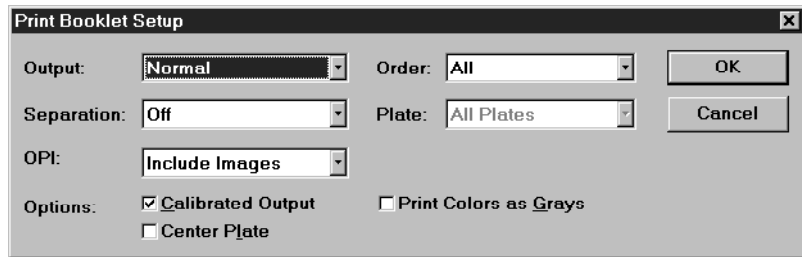 Print Booklet Setup
Output: Normal Order: All OK
Separation: Off Plate: All Plates Cancel
OPI: Include Images
Options: Calibrated Output Print Colors as Grays
Center Plate